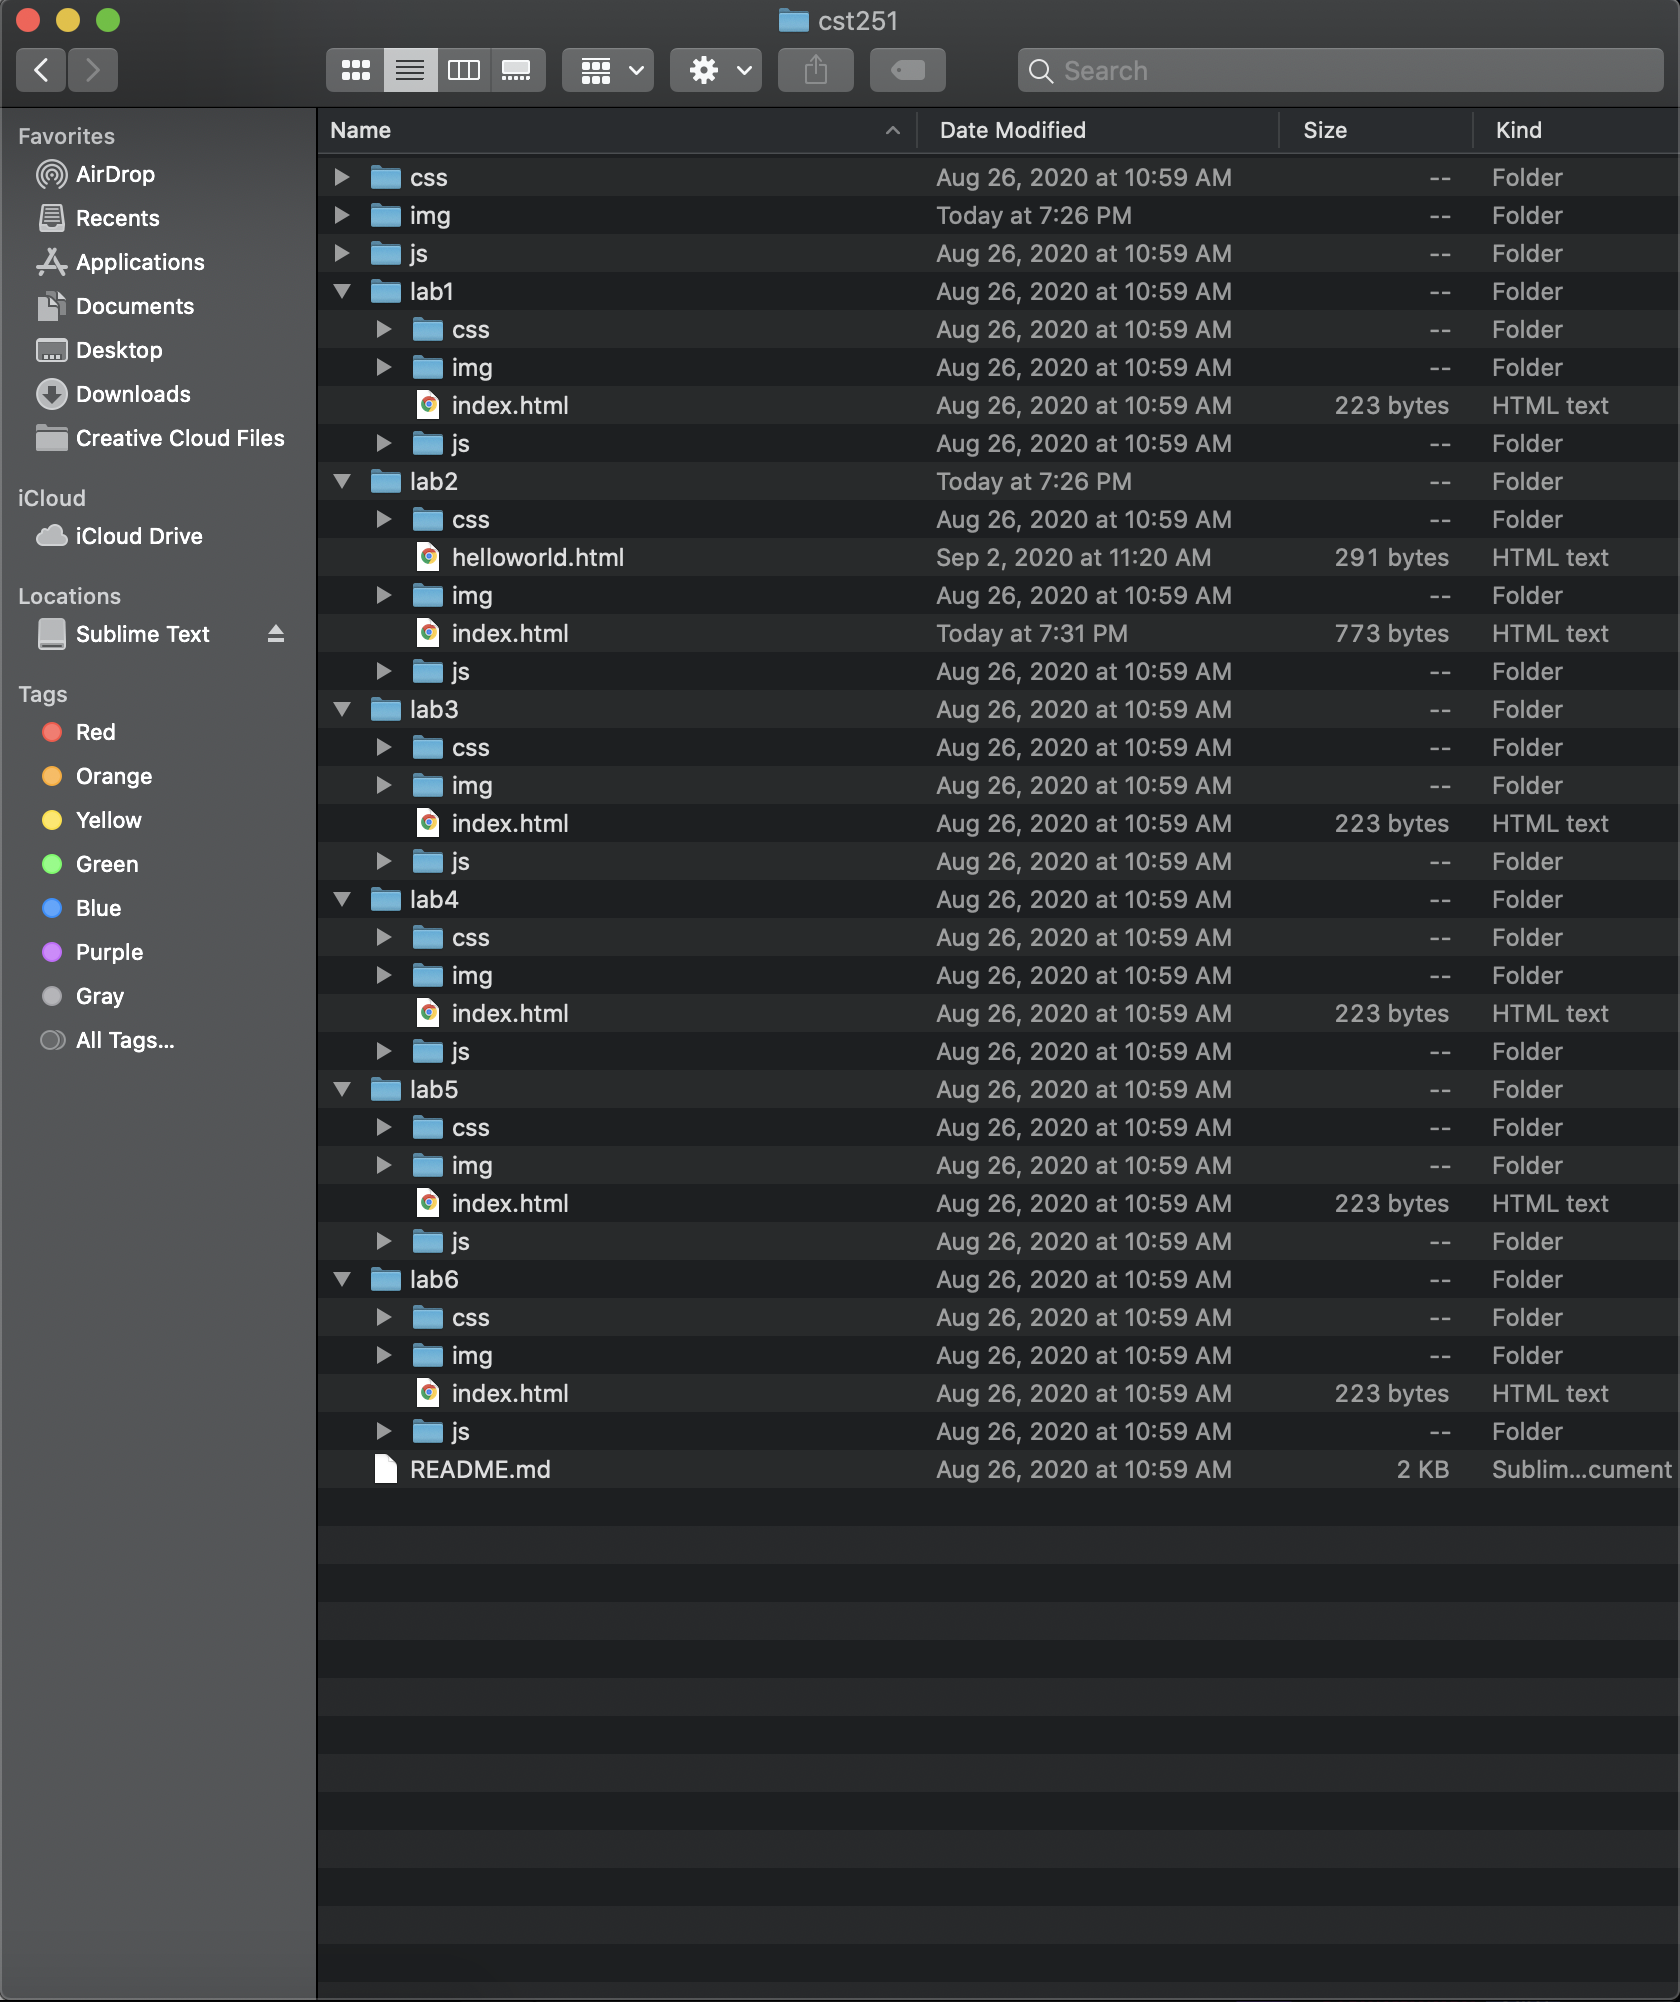 cst251
Search
Favorites
AirDrop
Recents
Applications
Documents
Desktop
Downloads
Creative Cloud Files
iCloud
iCloud Drive
Locations
Sublime Text
Tags
Red
Orange
Yellow
Green
Blue
Purple
Gray
All Tags...
Name Date Modified Size Kind
css Aug 26, 2020 at 10:59 AM -- Folder
img Today at 7:26 PM -- Folder
js Aug 26, 2020 at 10:59 AM -- Folder
lab1 Aug 26, 2020 at 10:59 AM -- Folder
css Aug 26, 2020 at 10:59 AM -- Folder
img Aug 26, 2020 at 10:59 AM -- Folder
index.html Aug 26, 2020 at 10:59 AM 223 bytes HTML text
js Aug 26, 2020 at 10:59 AM -- Folder
lab2 Today at 7:26 PM -- Folder
css Aug 26, 2020 at 10:59 AM -- Folder
helloworld.html Sep 2, 2020 at 11:20 AM 291 bytes HTML text
img Aug 26, 2020 at 10:59 AM -- Folder
index.html Today at 7:31 PM 773 bytes HTML text
js Aug 26, 2020 at 10:59 AM -- Folder
lab3 Aug 26, 2020 at 10:59 AM -- Folder
css Aug 26, 2020 at 10:59 AM -- Folder
img Aug 26, 2020 at 10:59 AM -- Folder
index.html Aug 26, 2020 at 10:59 AM 223 bytes HTML text
js Aug 26, 2020 at 10:59 AM -- Folder
lab4 Aug 26, 2020 at 10:59 AM -- Folder
css Aug 26, 2020 at 10:59 AM -- Folder
img Aug 26, 2020 at 10:59 AM -- Folder
index.html Aug 26, 2020 at 10:59 AM 223 bytes HTML text
js Aug 26, 2020 at 10:59 AM -- Folder
lab5 Aug 26, 2020 at 10:59 AM -- Folder
css Aug 26, 2020 at 10:59 AM -- Folder
img Aug 26, 2020 at 10:59 AM -- Folder
index.html Aug 26, 2020 at 10:59 AM 223 bytes HTML text
js Aug 26, 2020 at 10:59 AM -- Folder
lab6 Aug 26, 2020 at 10:59 AM -- Folder
css Aug 26, 2020 at 10:59 AM -- Folder
img Aug 26, 2020 at 10:59 AM -- Folder
index.html Aug 26, 2020 at 10:59 AM 223 bytes HTML text
js Aug 26, 2020 at 10:59 AM -- Folder
README.md Aug 26, 2020 at 10:59 AM 2 KB Sublim...cument